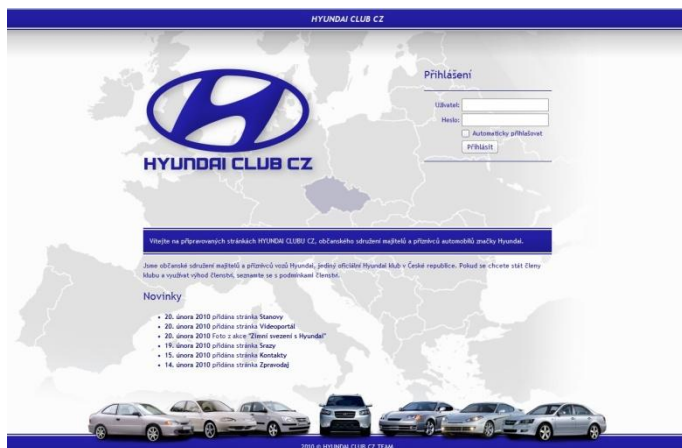 HYUNDAI CLUB CZ
HYUNDAI CLUB CZ
Přihlášení
Uživatel:
Heslo:
Automaticky přihlašovat
Přihlásit
Vítejte na připravovaných stránkách HYUNDAI CLUBU CZ, občanského sdružení majitelů a příznivců automobilů značky Hyundai.
Jsme občanské sdružení majitelů a příznivců vozů Hyundai, jediný oficiální Hyundai klub v České republice. Pokud se chcete stát členy
klubu a využívat výhod členství, seznamte se s podmínkami členství.
Novinky
• 20. února 2010 přidána stránka Stanovy
• 20. února 2010 přidána stránka Videoportál
• 20. února 2010 Foto z akce "Zimní svezení s Hyundai"
• 19. února 2010 přidána stránka Srazy
• 15. února 2010 přidána stránka Kontakty
• 14. února 2010 přidána stránka Zpravodaj
2010 © HYUNDAI CLUB CZ TEAM